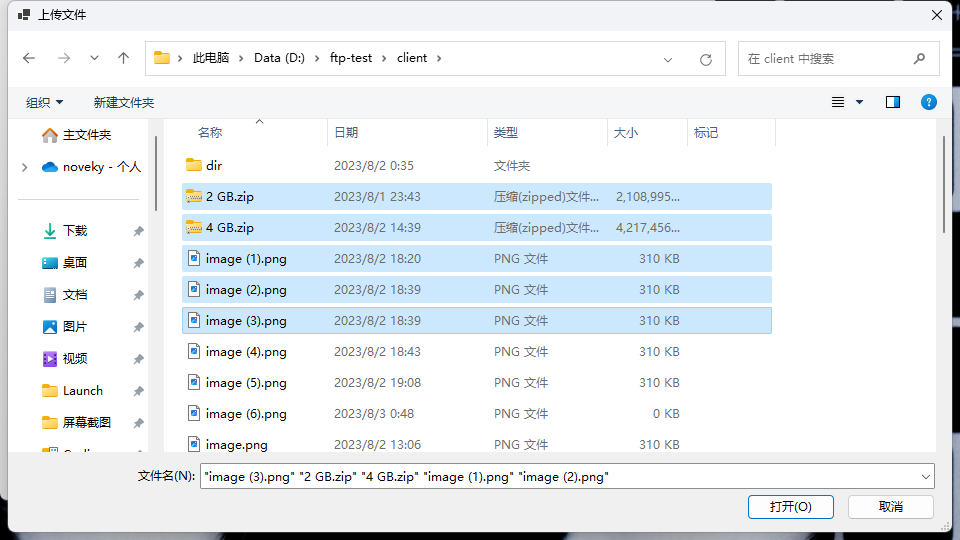 上传文件
此电脑 > Data (D:) > ftp-test > client >
在 client 中搜索
组织 新建文件夹
主文件夹
noveky - 个人
下载
桌面
文档
图片
视频
Launch
屏幕截图
名称 日期 类型 大小 标记
dir 2023/8/2 0:35 文件夹
2 GB.zip 2023/8/1 23:43 压缩(zipped)文件... 2,108,995...
4 GB.zip 2023/8/2 14:39 压缩(zipped)文件... 4,217,456...
image (1).png 2023/8/2 18:20 PNG 文件 310 KB
image (2).png 2023/8/2 18:39 PNG 文件 310 KB
image (3).png 2023/8/2 18:39 PNG 文件 310 KB
image (4).png 2023/8/2 18:43 PNG 文件 310 KB
image (5).png 2023/8/2 19:08 PNG 文件 310 KB
image (6).png 2023/8/3 0:48 PNG 文件 0 KB
image.png 2023/8/2 13:06 PNG 文件 310 KB
文件名(N): "image (3).png" "2 GB.zip" "4 GB.zip" "image (1).png" "image (2).png"
打开(O) 取消